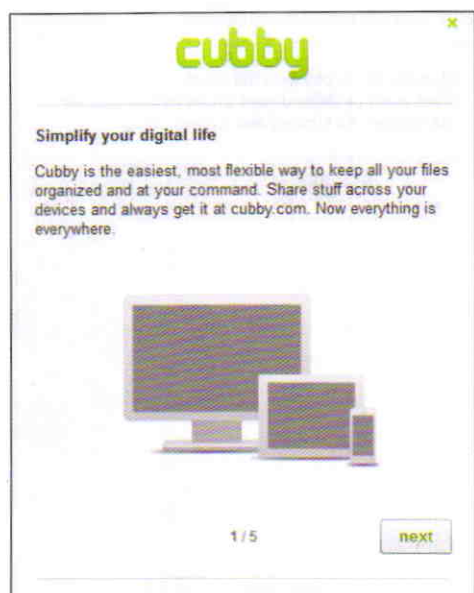 ×
cubby
Simplify your digital life
Cubby is the easiest, most flexible way to keep all your files
organized and at your command. Share stuff across your
devices and always get it at cubby.com. Now everything is
everywhere.
1 / 5
next